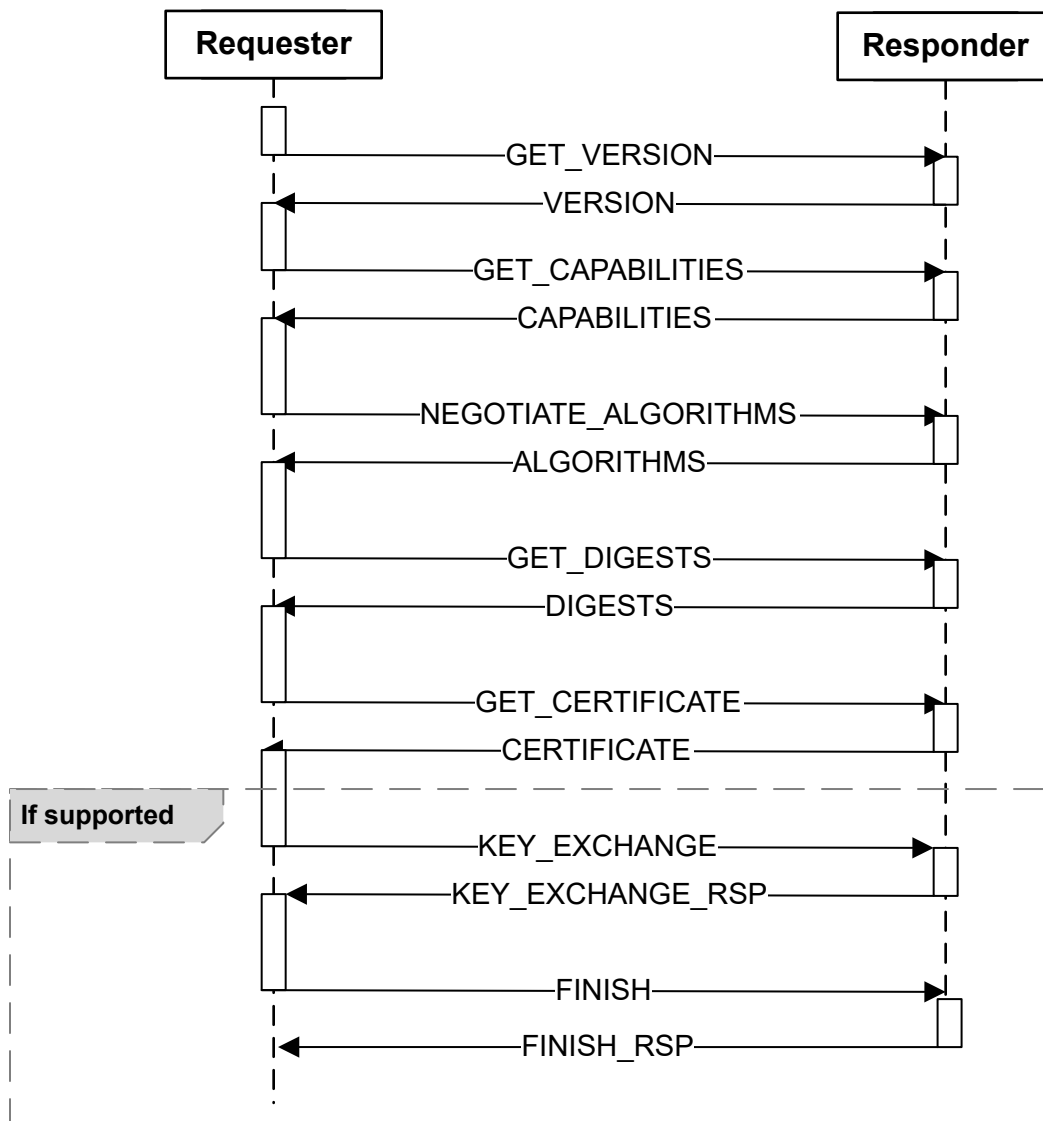 Requester
Responder
GET_VERSION
VERSION
GET_CAPABILITIES
CAPABILITIES
NEGOTIATE_ALGORITHMS
ALGORITHMS
GET_DIGESTS
DIGESTS
GET_CERTIFICATE
CERTIFICATE
If supported
KEY_EXCHANGE
KEY_EXCHANGE_RSP
FINISH
FINISH_RSP